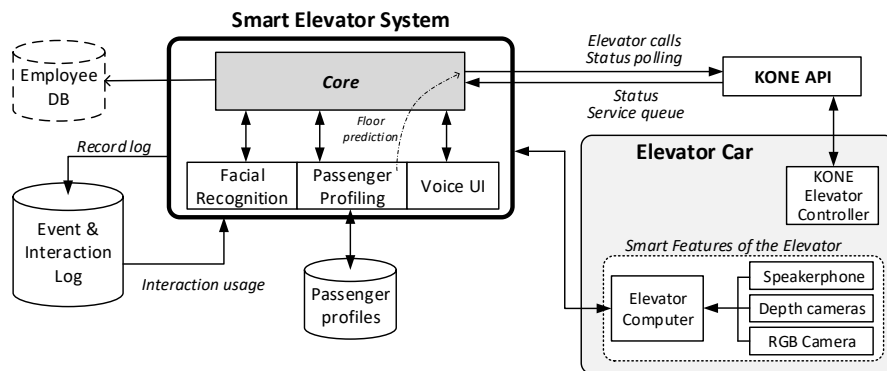 Smart Elevator System
Employee
DB
Core
Elevator calls
Status polling
KONE API
Status
Service queue
Floor
prediction
Record log
Facial
Recognition
Passenger
Profiling
Voice UI
Elevator Car
KONE
Elevator
Controller
Event &
Interaction
Log
Interaction usage
Passenger
profiles
Smart Features of the Elevator
Elevator
Computer
Speakerphone
Depth cameras
RGB Camera